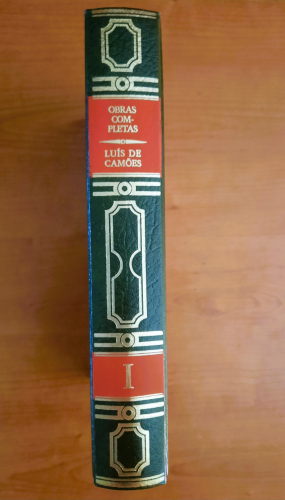 OBRAS
COM-
PLETAS
LUÍS DE
CAMÕES
I